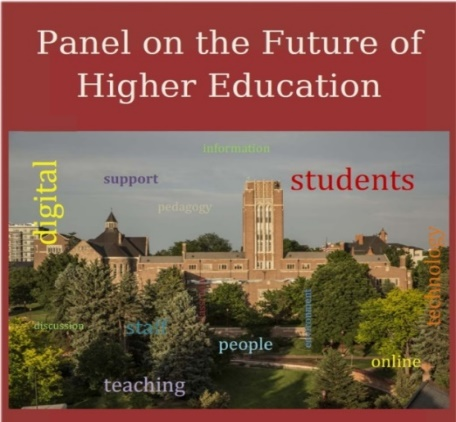 Panel on the Future of
Higher Education
information
digital
support
students
pedagogy
technology
discussion
staff
people
online
teaching